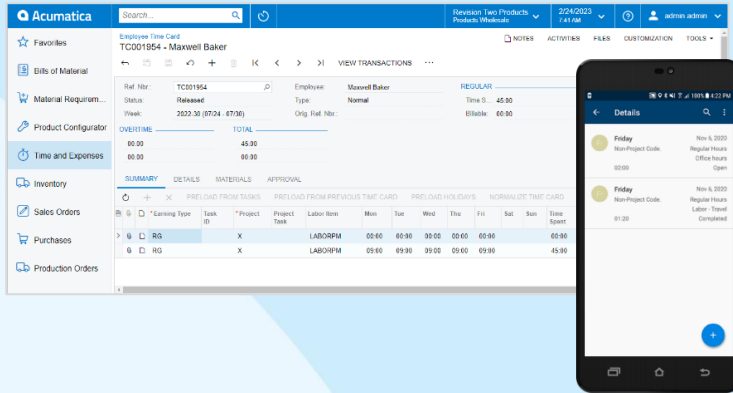 Acumatica
Search...
Revision Two Products
Products Wholesale
2/24/2023
7:41 AM
admin admin
Favorites
Bills of Material
Material Requirem...
Product Configurator
Time and Expenses
Inventory
Sales Orders
Purchases
Production Orders
Employee Time Card
TC001954 - Maxwell Baker
NOTES ACTIVITIES FILES CUSTOMIZATION TOOLS
VIEW TRANSACTIONS
Ref. Nbr.: TC001954 Employee: Maxwell Baker REGULAR
Status: Released Type: Normal Time S... 45:00
Week: 2022-30 (07/24 - 07/30) Orig. Ref. Nbr.: Billable: 00:00
OVERTIME TOTAL
00:00 45:00
00:00 00:00
SUMMARY DETAILS MATERIALS APPROVAL
PRELOAD FROM TASKS PRELOAD FROM PREVIOUS TIME CARD PRELOAD HOLIDAYS NORMALIZE TIME CARD
*Earning Type Task ID *Project Project Task Labor Item Mon Tue Wed Thu Fri Sat Sun Time Spent
RG X LABORPM 00:00 00:00 00:00 00:00 00:00 00:00
RG X LABORPM 09:00 09:00 09:00 09:00 09:00 45:00
100% 4:22 PM
Details
Friday Nov 6, 2020
Non-Project Code. Regular Hours
Office hours
02:00 Open
Friday Nov 6, 2020
Non-Project Code. Regular Hours
Labor - Travel
01:20 Completed